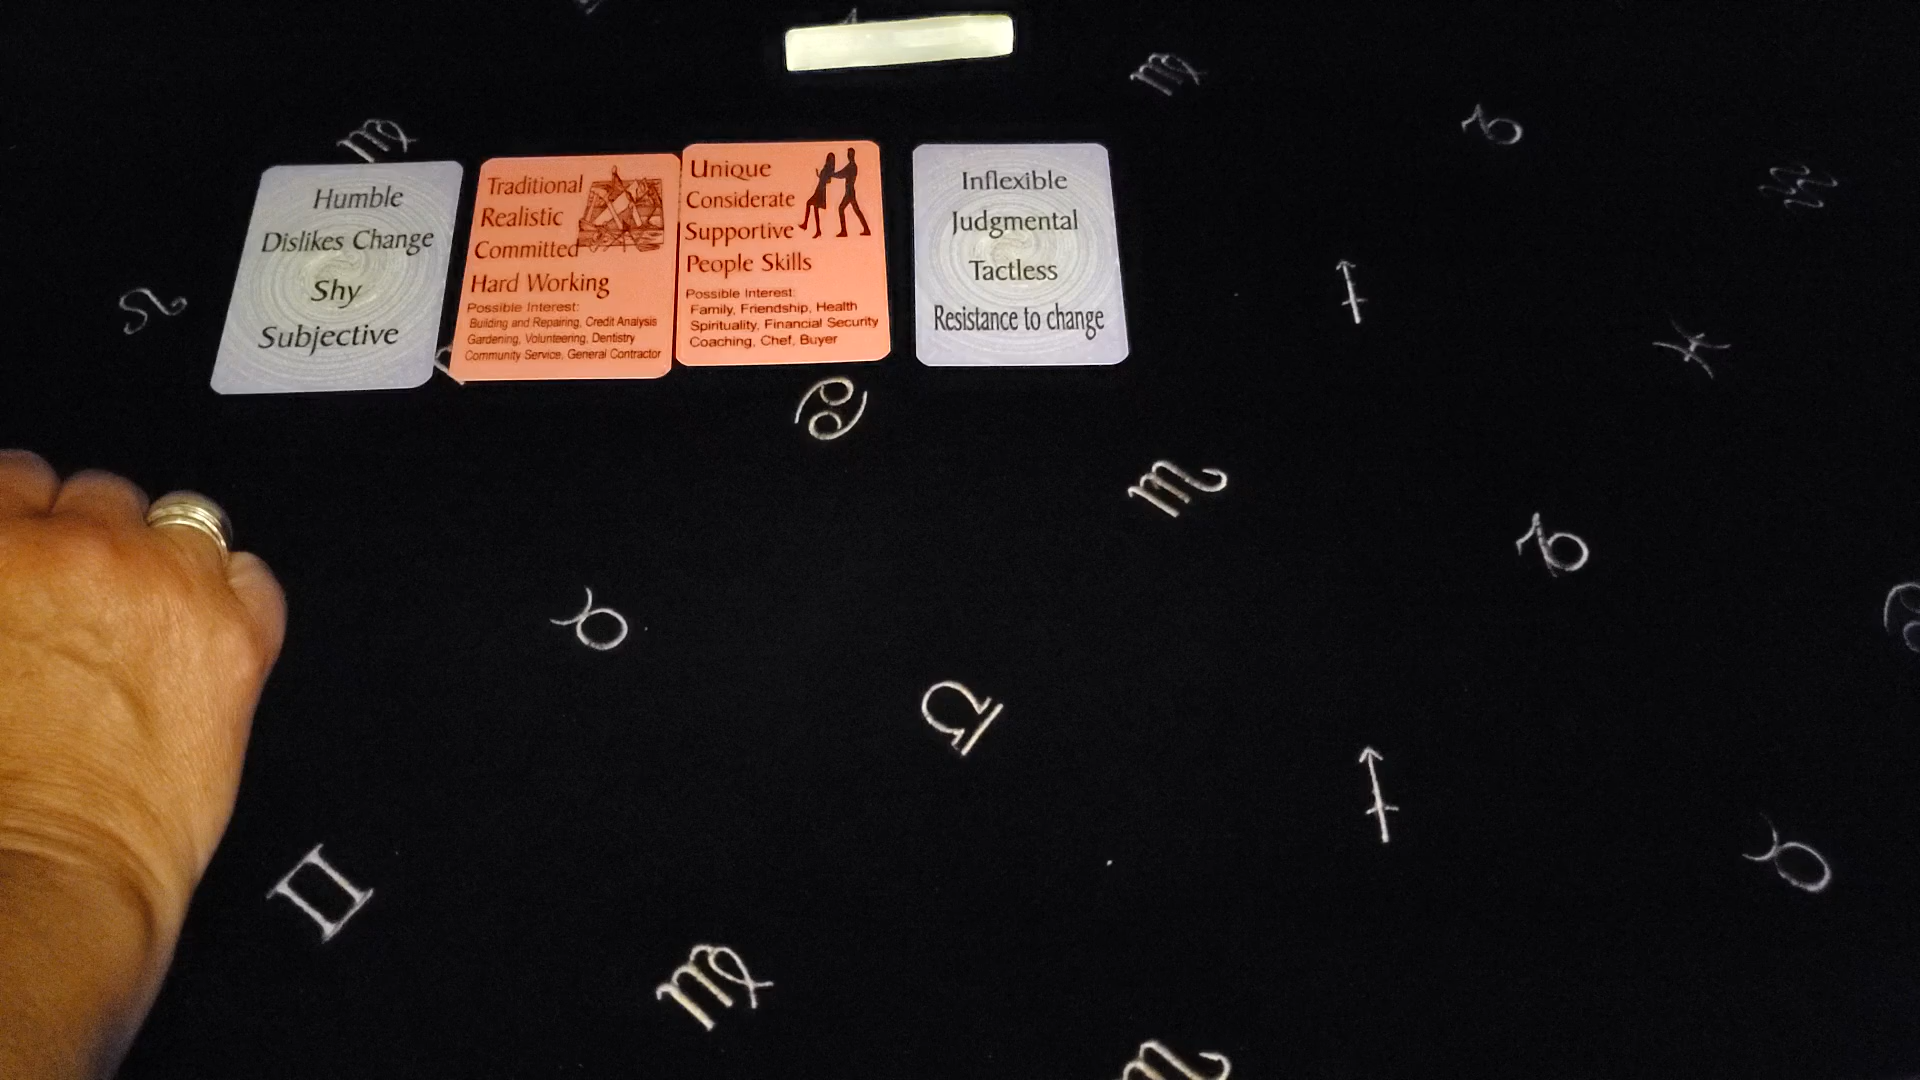 Humble
Dislikes Change
Shy
Subjective
Traditional
Realistic
Committed
Hard Working
Possible Interest:
Building and Repairing, Credit Analysis
Gardening, Volunteering, Dentistry
Community Service, General Contractor
Unique
Considerate
Supportive
People Skills
Possible Interest:
Family, Friendship, Health
Spirituality, Financial Security
Coaching, Chef, Buyer
Inflexible
Judgmental
Tactless
Resistance to change